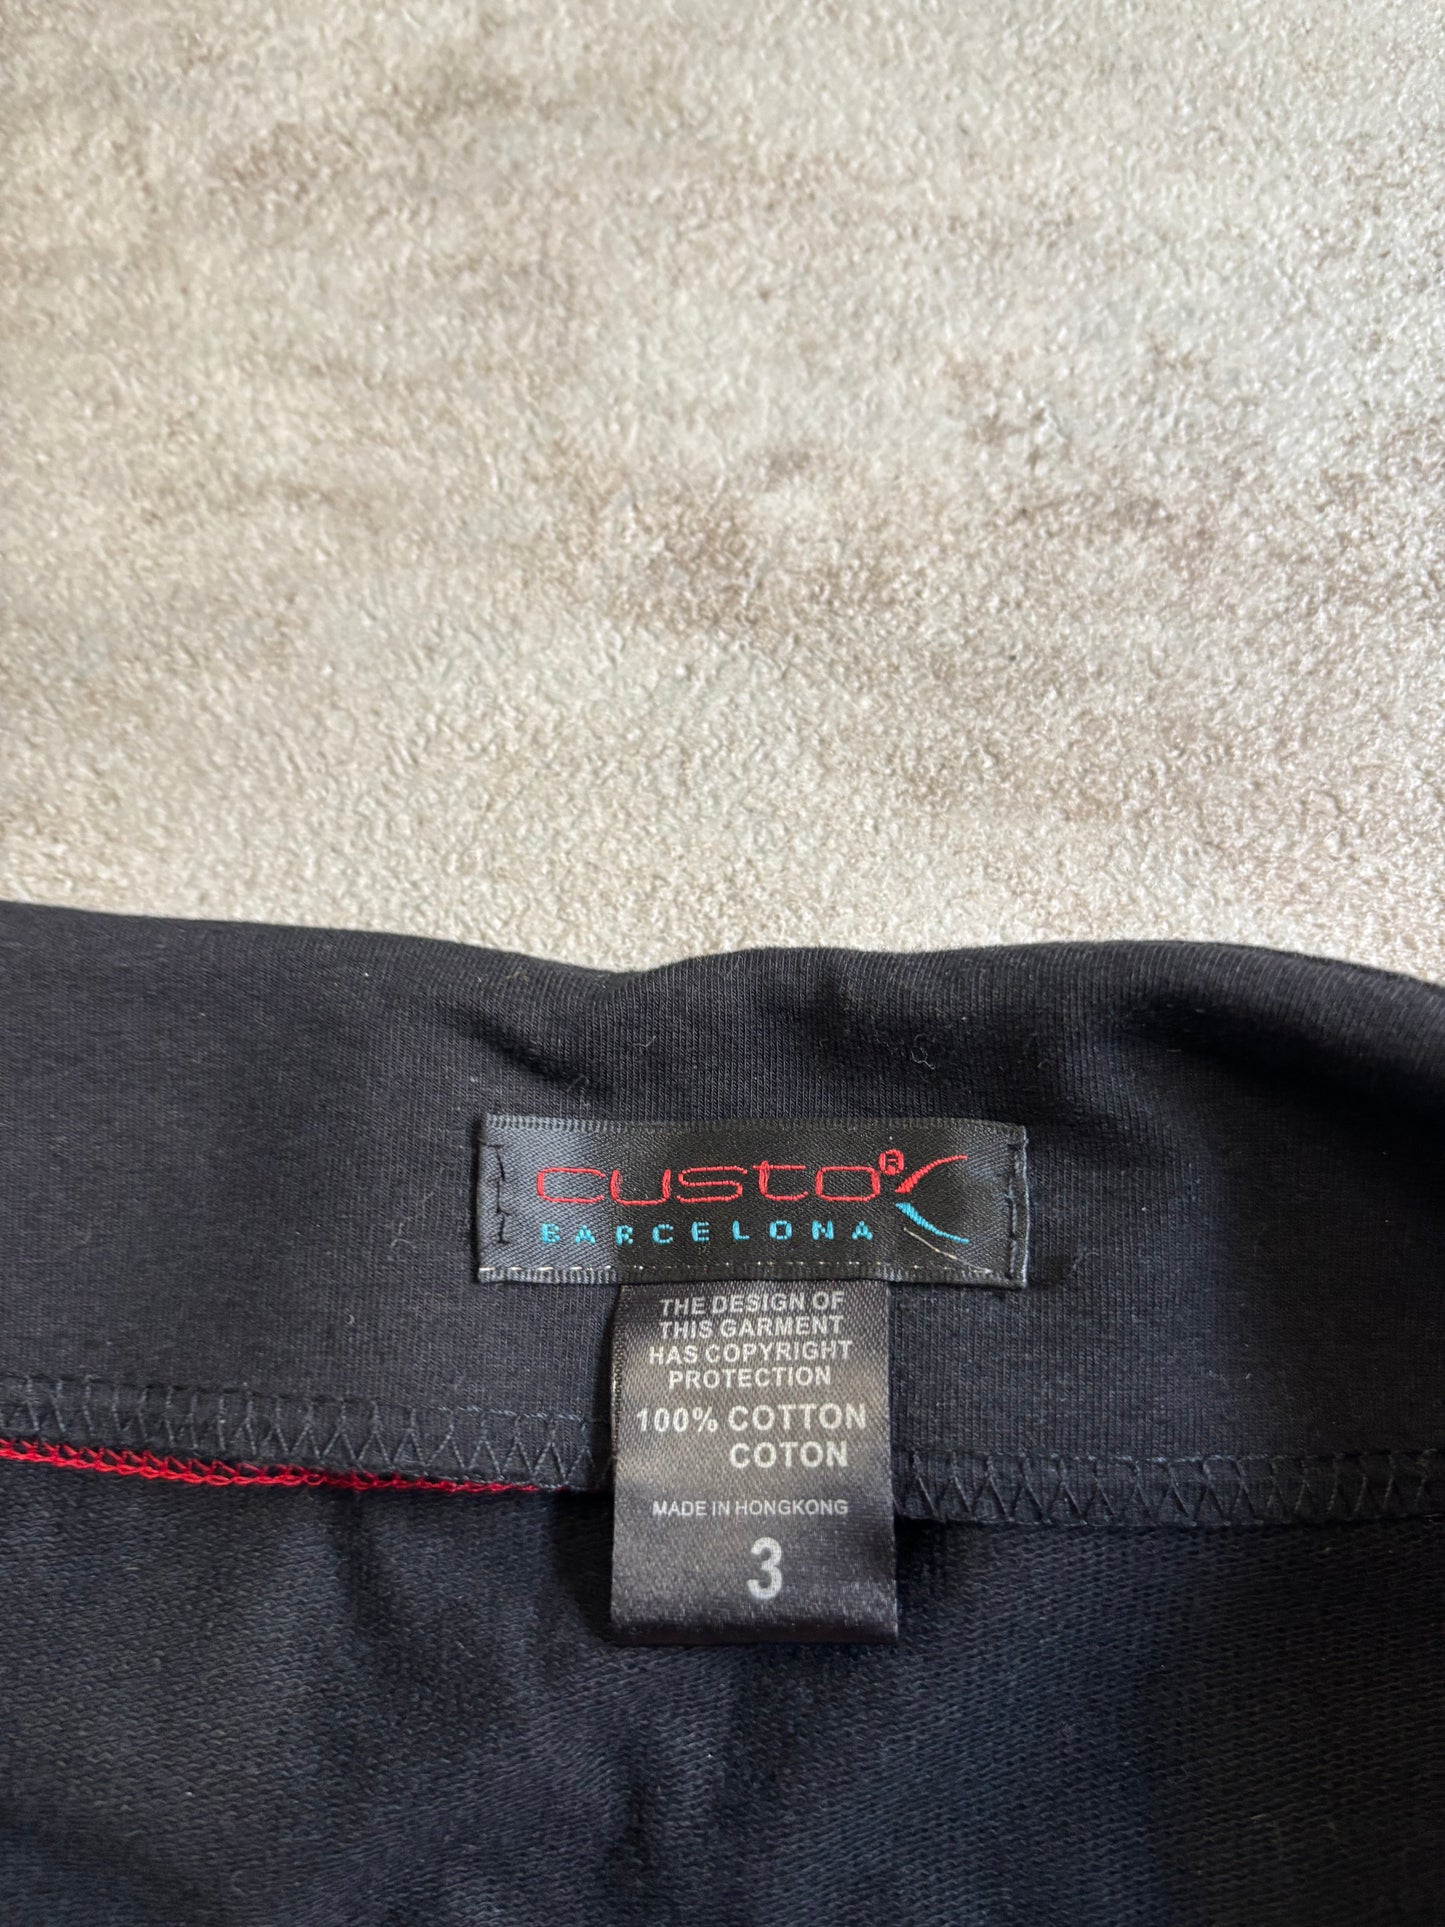 custo®
BARCELONA
THE DESIGN OF
THIS GARMENT
HAS COPYRIGHT
PROTECTION
100% COTTON
COTON
MADE IN HONGKONG
3